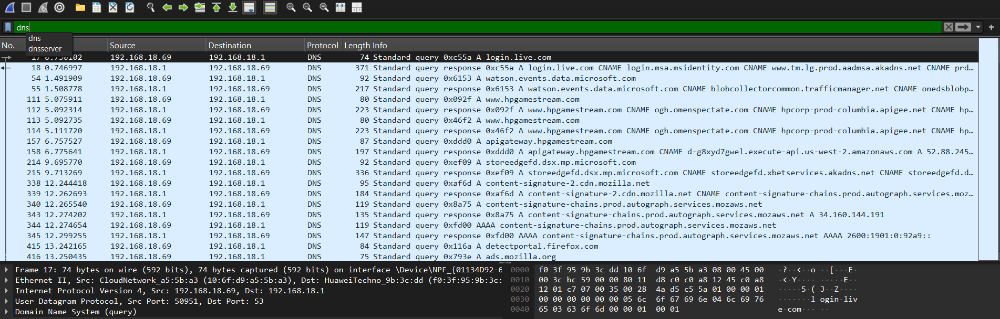 dns
dns
dnsserver
No. Source Destination Protocol Length Info
17 0.730102 192.168.18.69 192.168.18.1 DNS 74 Standard query 0xc55a A login.live.com
18 0.746997 192.168.18.1 192.168.18.69 DNS 371 Standard query response 0xc55a A login.live.com CNAME login.msa.msidentity.com CNAME www.tm.lg.prod.aadmsa.akadns.net CNAME prd…
54 1.491909 192.168.18.69 192.168.18.1 DNS 92 Standard query 0x6153 A watson.events.data.microsoft.com
55 1.508778 192.168.18.1 192.168.18.69 DNS 217 Standard query response 0x6153 A watson.events.data.microsoft.com CNAME blobcollectorcommon.trafficmanager.net CNAME onedsblobp…
111 5.075911 192.168.18.69 192.168.18.1 DNS 80 Standard query 0x092f A www.hpgamestream.com
112 5.092314 192.168.18.1 192.168.18.69 DNS 223 Standard query response 0x092f A www.hpgamestream.com CNAME ogh.omenspectate.com CNAME hpcorp-prod-columbia.apigee.net CNAME hp…
113 5.092735 192.168.18.69 192.168.18.1 DNS 80 Standard query 0x46f2 A www.hpgamestream.com
114 5.111720 192.168.18.1 192.168.18.69 DNS 223 Standard query response 0x46f2 A www.hpgamestream.com CNAME ogh.omenspectate.com CNAME hpcorp-prod-columbia.apigee.net CNAME hp…
157 6.757527 192.168.18.69 192.168.18.1 DNS 87 Standard query 0xddd0 A apigateway.hpgamestream.com
158 6.775641 192.168.18.1 192.168.18.69 DNS 197 Standard query response 0xddd0 A apigateway.hpgamestream.com CNAME d-g8xyd7gwel.execute-api.us-west-2.amazonaws.com A 52.88.245…
214 9.695770 192.168.18.69 192.168.18.1 DNS 92 Standard query 0xef09 A storeedgefd.dsx.mp.microsoft.com
215 9.713269 192.168.18.1 192.168.18.69 DNS 336 Standard query response 0xef09 A storeedgefd.dsx.mp.microsoft.com CNAME storeedgefd.xbetservices.akadns.net CNAME storeedgefd.d…
338 12.244418 192.168.18.69 192.168.18.1 DNS 95 Standard query 0xaf6d A content-signature-2.cdn.mozilla.net
339 12.262693 192.168.18.1 192.168.18.69 DNS 184 Standard query response 0xaf6d A content-signature-2.cdn.mozilla.net CNAME content-signature-chains.prod.autograph.services.moz…
340 12.265540 192.168.18.69 192.168.18.1 DNS 119 Standard query 0x8a75 A content-signature-chains.prod.autograph.services.mozaws.net
343 12.274202 192.168.18.1 192.168.18.69 DNS 135 Standard query response 0x8a75 A content-signature-chains.prod.autograph.services.mozaws.net A 34.160.144.191
344 12.274654 192.168.18.69 192.168.18.1 DNS 119 Standard query 0xfd00 AAAA content-signature-chains.prod.autograph.services.mozaws.net
345 12.299255 192.168.18.1 192.168.18.69 DNS 147 Standard query response 0xfd00 AAAA content-signature-chains.prod.autograph.services.mozaws.net AAAA 2600:1901:0:92a9::
415 13.242165 192.168.18.69 192.168.18.1 DNS 84 Standard query 0x116a A detectportal.firefox.com
416 13.250435 192.168.18.69 192.168.18.1 DNS 75 Standard query 0x793e A ads.mozilla.org
Frame 17: 74 bytes on wire (592 bits), 74 bytes captured (592 bits) on interface \Device\NPF_{01134D92-6
Ethernet II, Src: CloudNetwork_a5:5b:a3 (10:6f:d9:a5:5b:a3), Dst: HuaweiTechno_9b:3c:dd (f0:3f:95:9b:3c:
Internet Protocol Version 4, Src: 192.168.18.69, Dst: 192.168.18.1
User Datagram Protocol, Src Port: 50951, Dst Port: 53
Domain Name System (query)
0000 f0 3f 95 9b 3c dd 10 6f d9 a5 5b a3 08 00 45 00 ·?··<··o ··[···E·
0010 00 3c bc 59 00 00 80 11 d8 c0 c0 a8 12 45 c0 a8 ·<·Y···· ·····E··
0020 12 01 c7 07 00 35 00 28 4a d5 c5 5a 01 00 00 01 ·····5·( J··Z····
0030 00 00 00 00 00 00 05 6c 6f 67 69 6e 04 6c 69 76 ·······l ogin·liv
0040 65 03 63 6f 6d 00 00 01 00 01 e·com··· ··